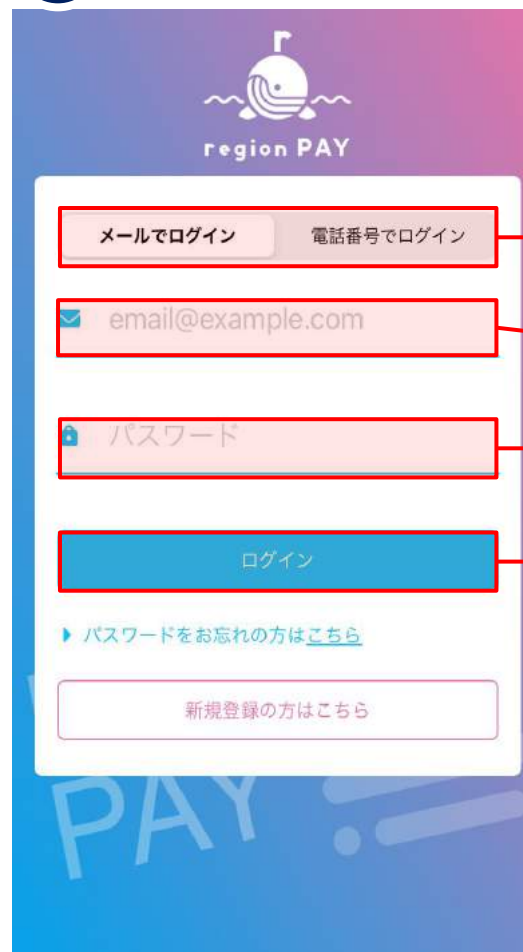 region PAY
メールでログイン 電話番号でログイン
email@example.com
パスワード
ログイン
パスワードをお忘れの方はこちら
新規登録の方はこちら
PAY